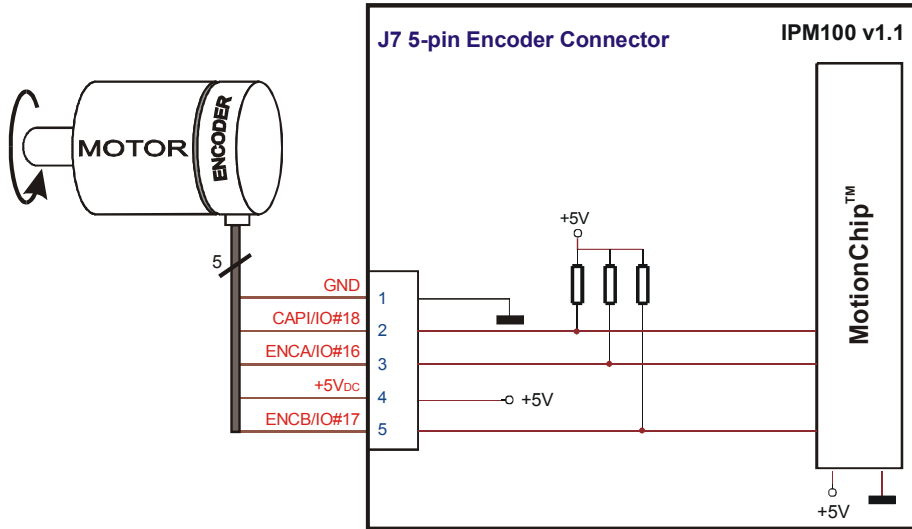 J7 5-pin Encoder Connector
IPM100 v1.1
MOTOR
ENCODER
5
GND
CAPI/IO#18
ENCA/IO#16
+5VDC
ENCB/IO#17
1
2
3
4
5
+5V
+5V
MotionChip™
+5V